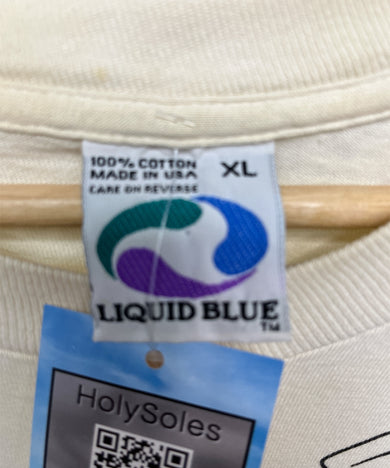 100% COTTON
MADE IN USA
XL
CARE ON REVERSE
LIQUID BLUE
TM
HolySoles